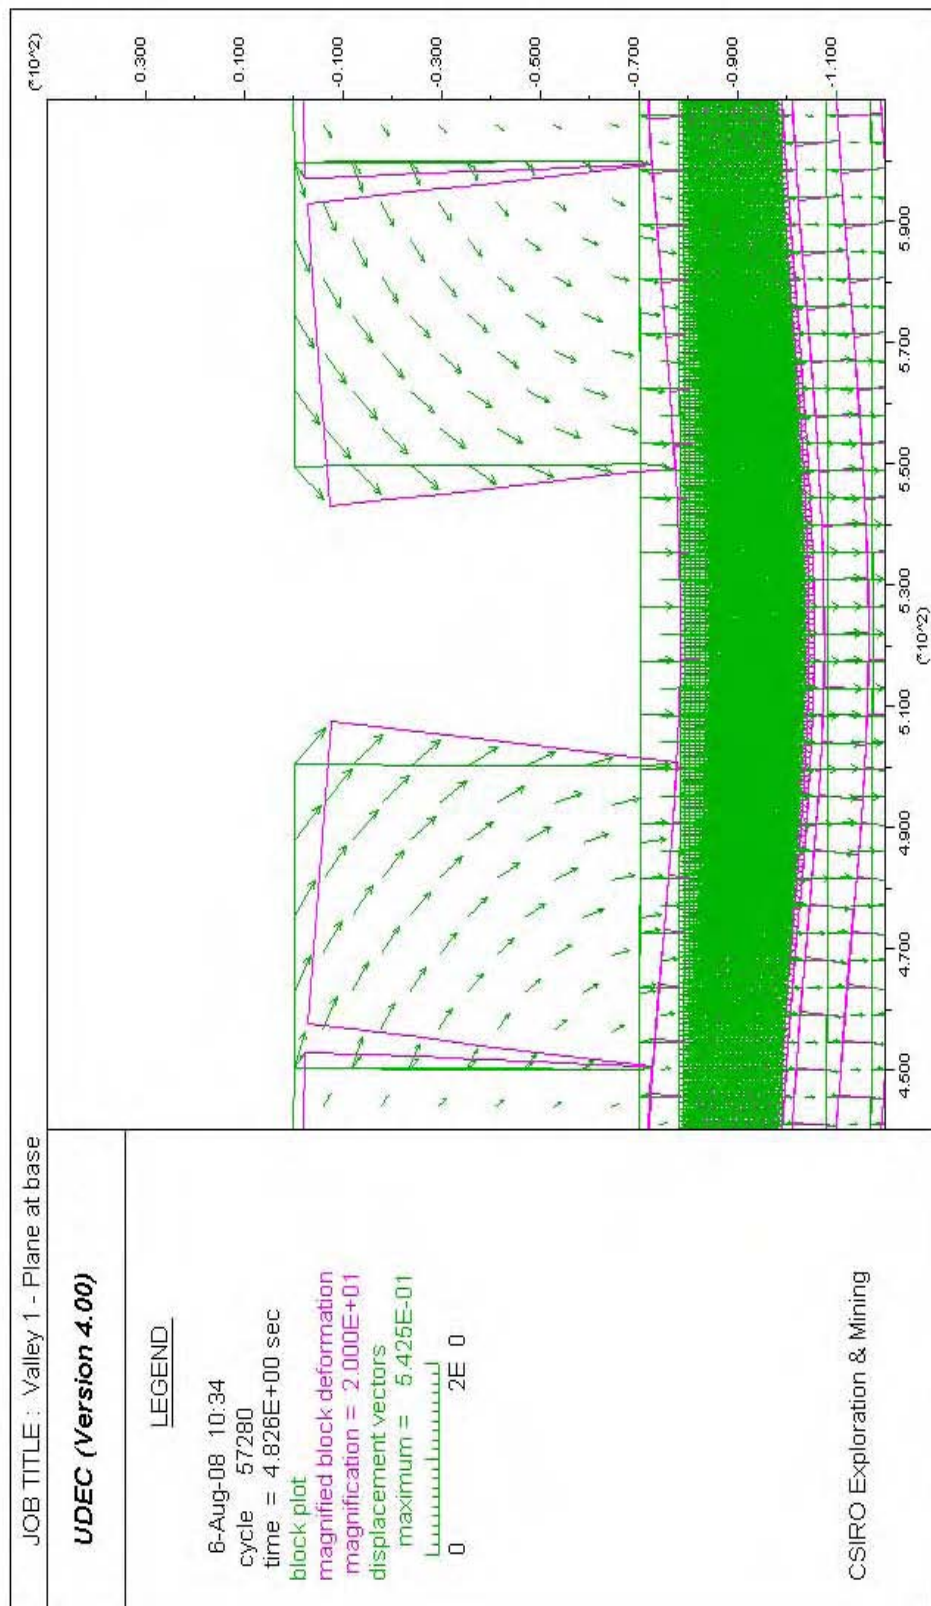 JOB TITLE : Valley 1 - Plane at base
(*10^2)
UDEC (Version 4.00)
LEGEND
6-Aug-08 10:34
cycle 57280
time = 4.826E+00 sec
block plot
magnified block deformation
magnification = 2.000E+01
displacement vectors
maximum = 5.425E-01
0 2E 0
CSIRO Exploration & Mining
0.300
0.100
-0.100
-0.300
-0.500
-0.700
-0.900
-1.100
4.500 4.700 4.900 5.100 5.300 5.500 5.700 5.900
(*10^2)